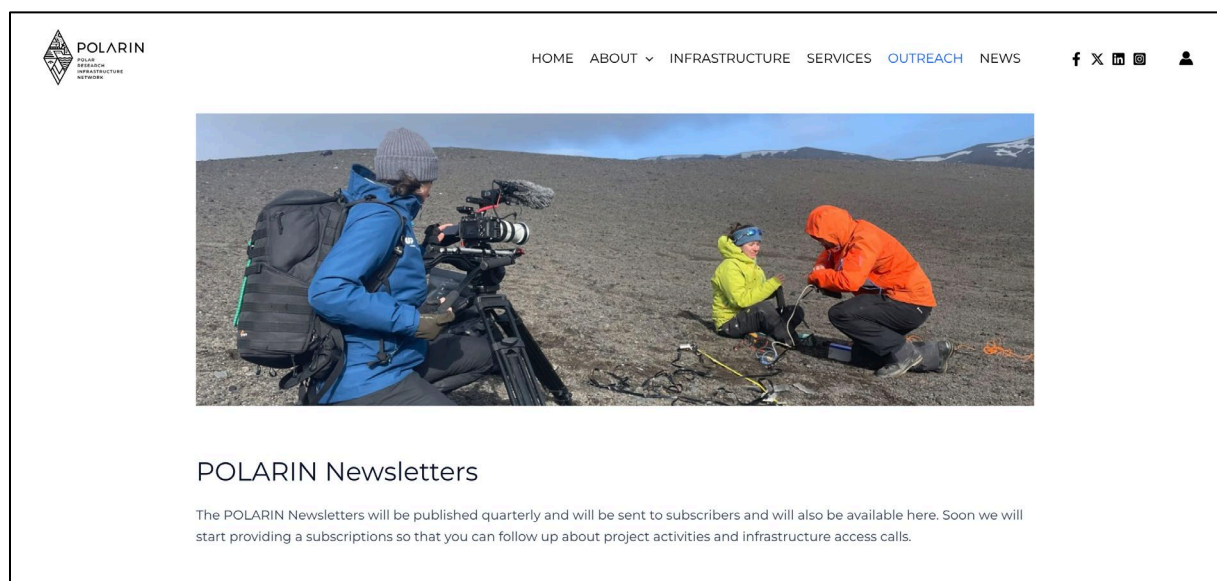 POLARIN
POLAR
RESEARCH
INFRASTRUCTURE
NETWORK
HOME ABOUT INFRASTRUCTURE SERVICES OUTREACH NEWS
POLARIN Newsletters
The POLARIN Newsletters will be published quarterly and will be sent to subscribers and will also be available here. Soon we will
start providing a subscriptions so that you can follow up about project activities and infrastructure access calls.